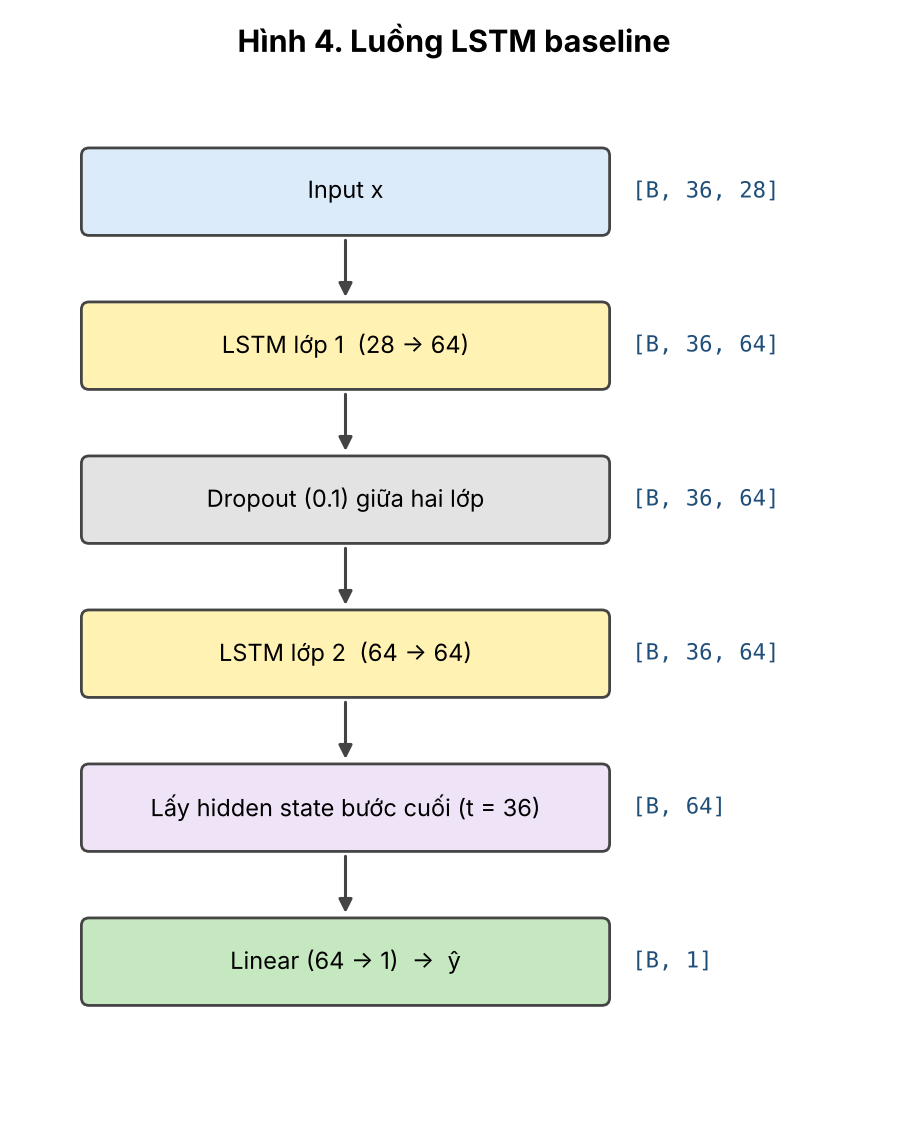 Hình 4. Luồng LSTM baseline
Input x
[B, 36, 28]
LSTM lớp 1 (28 → 64)
[B, 36, 64]
Dropout (0.1) giữa hai lớp
[B, 36, 64]
LSTM lớp 2 (64 → 64)
[B, 36, 64]
Lấy hidden state bước cuối (t = 36)
[B, 64]
Linear (64 → 1) → ŷ
[B, 1]